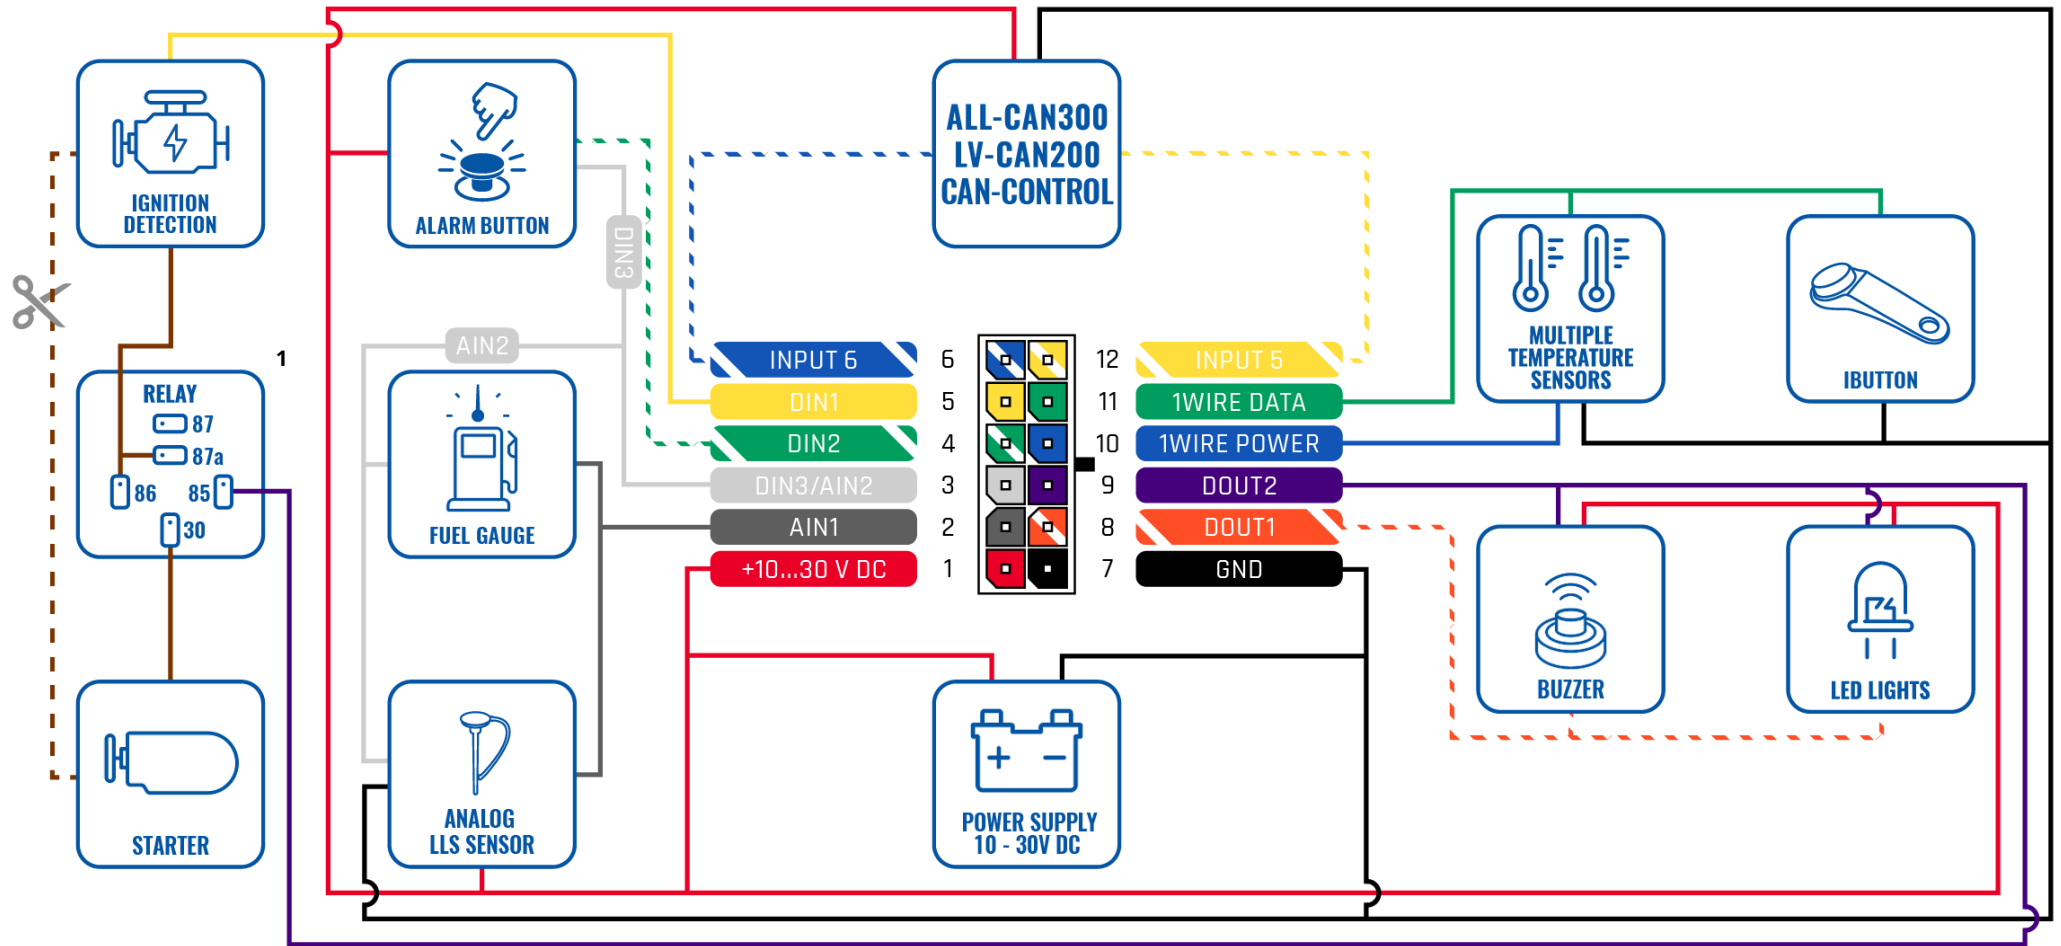 ALL-CAN300
LV-CAN200
CAN-CONTROL
IGNITION
DETECTION
ALARM BUTTON
DIN3
AIN2
1
RELAY
87
87a
86
85
30
FUEL GAUGE
INPUT 6
6
12
INPUT 5
DIN1
5
11
1WIRE DATA
DIN2
4
10
1WIRE POWER
DIN3/AIN2
3
9
DOUT2
AIN1
2
8
DOUT1
+10...30 V DC
1
7
GND
MULTIPLE
TEMPERATURE
SENSORS
IBUTTON
BUZZER
LED LIGHTS
STARTER
ANALOG
LLS SENSOR
POWER SUPPLY
10 - 30V DC